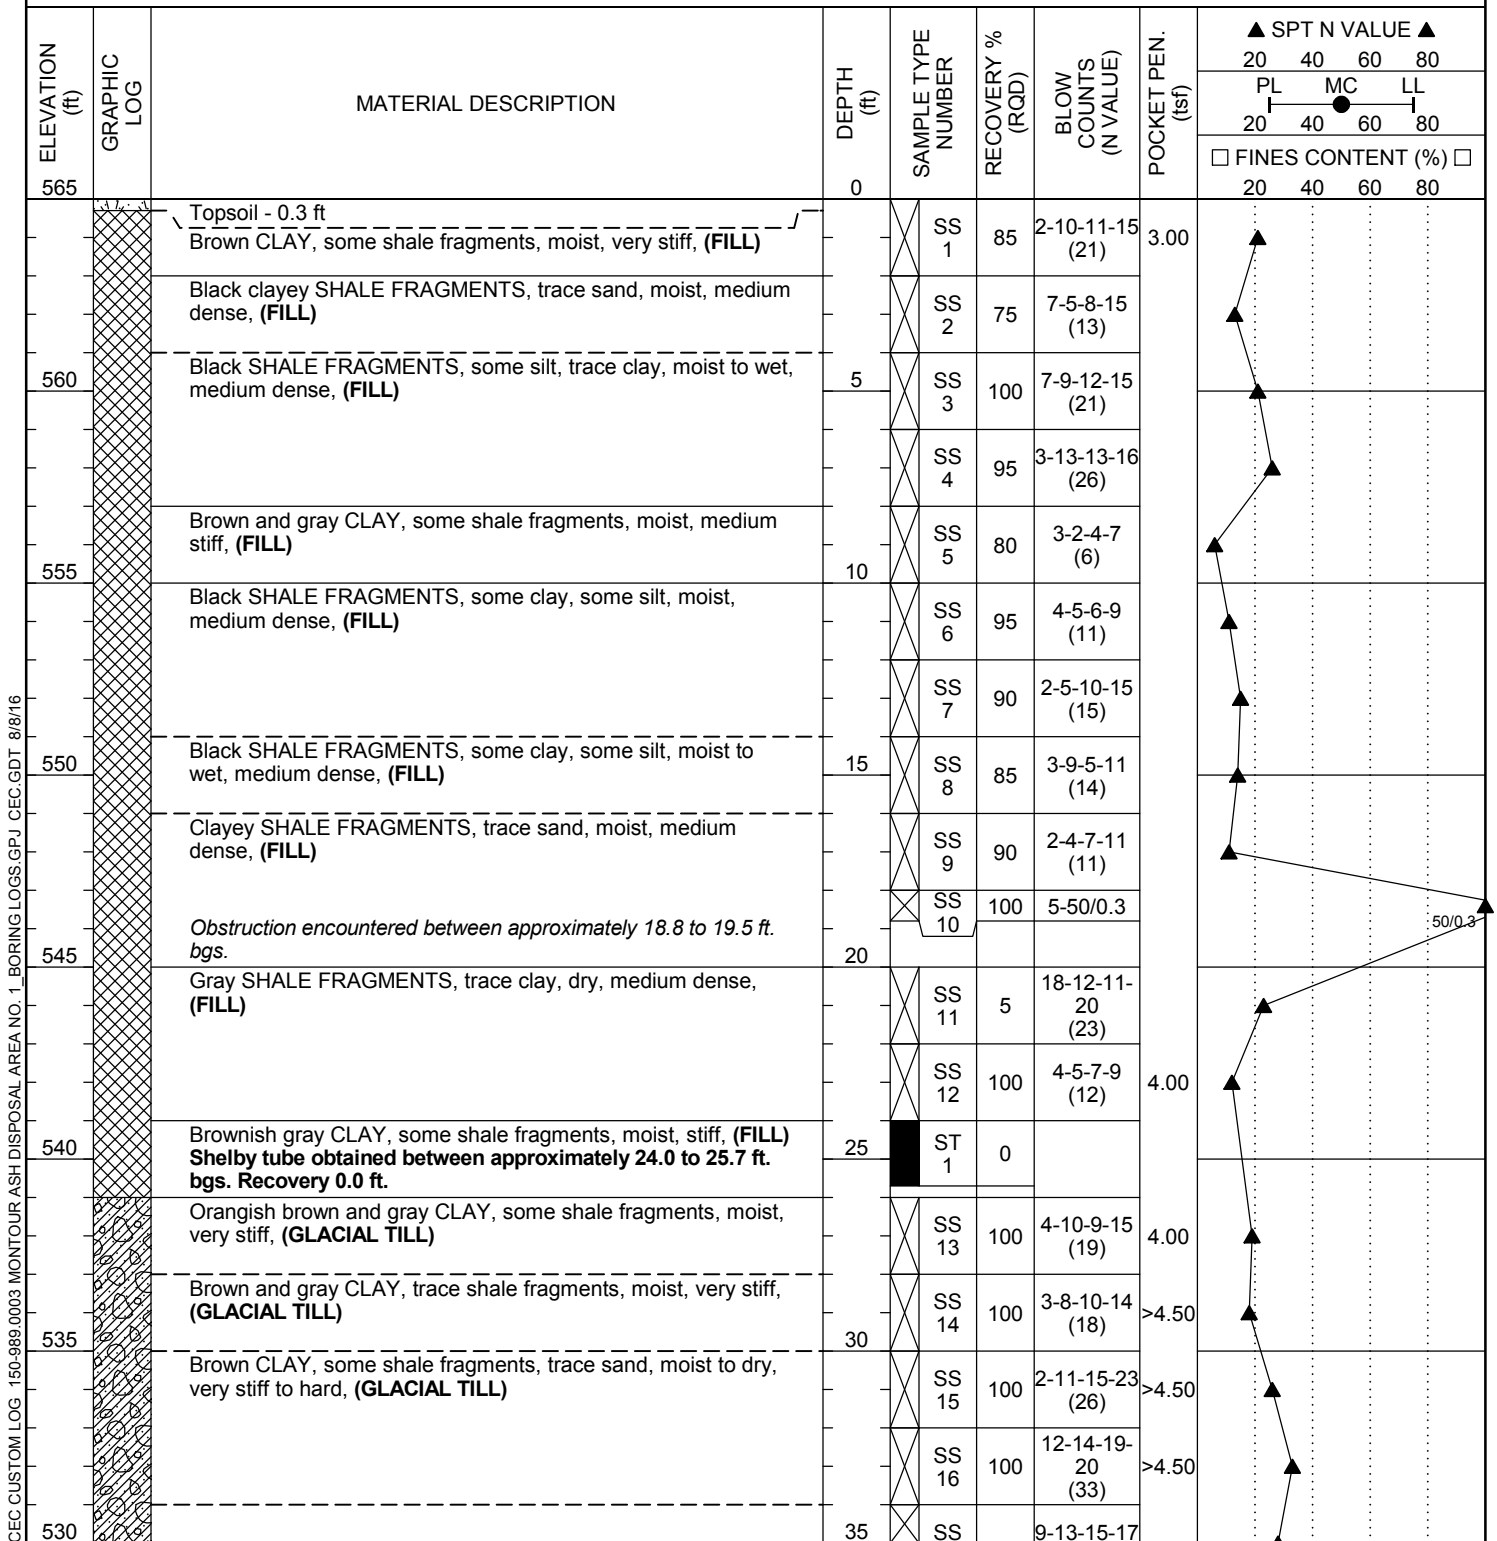 ELEVATION (ft)
GRAPHIC LOG
MATERIAL DESCRIPTION
DEPTH (ft)
SAMPLE TYPE NUMBER
RECOVERY % (RQD)
BLOW COUNTS (N VALUE)
POCKET PEN. (tsf)
▲ SPT N VALUE ▲
20 40 60 80
PL MC LL
20 40 60 80
□ FINES CONTENT (%) □
20 40 60 80
565
0
Topsoil - 0.3 ft
Brown CLAY, some shale fragments, moist, very stiff, (FILL)
SS 1
85
2-10-11-15 (21)
3.00
Black clayey SHALE FRAGMENTS, trace sand, moist, medium
dense, (FILL)
SS 2
75
7-5-8-15 (13)
Black SHALE FRAGMENTS, some silt, trace clay, moist to wet,
medium dense, (FILL)
560
5
SS 3
100
7-9-12-15 (21)
SS 4
95
3-13-13-16 (26)
Brown and gray CLAY, some shale fragments, moist, medium
stiff, (FILL)
SS 5
80
3-2-4-7 (6)
555
10
Black SHALE FRAGMENTS, some clay, some silt, moist,
medium dense, (FILL)
SS 6
95
4-5-6-9 (11)
SS 7
90
2-5-10-15 (15)
Black SHALE FRAGMENTS, some clay, some silt, moist to
wet, medium dense, (FILL)
550
15
SS 8
85
3-9-5-11 (14)
Clayey SHALE FRAGMENTS, trace sand, moist, medium
dense, (FILL)
SS 9
90
2-4-7-11 (11)
SS 10
100
5-50/0.3
50/0.3
Obstruction encountered between approximately 18.8 to 19.5 ft.
bgs.
545
20
Gray SHALE FRAGMENTS, trace clay, dry, medium dense,
(FILL)
SS 11
5
18-12-11-20 (23)
SS 12
100
4-5-7-9 (12)
4.00
Brownish gray CLAY, some shale fragments, moist, stiff, (FILL)
Shelby tube obtained between approximately 24.0 to 25.7 ft.
bgs. Recovery 0.0 ft.
540
25
ST 1
0
Orangish brown and gray CLAY, some shale fragments, moist,
very stiff, (GLACIAL TILL)
SS 13
100
4-10-9-15 (19)
4.00
Brown and gray CLAY, trace shale fragments, moist, very stiff,
(GLACIAL TILL)
SS 14
100
3-8-10-14 (18)
>4.50
535
30
Brown CLAY, some shale fragments, trace sand, moist to dry,
very stiff to hard, (GLACIAL TILL)
SS 15
100
2-11-15-23 (26)
>4.50
SS 16
100
12-14-19-20 (33)
>4.50
530
35
SS
9-13-15-17
CEC CUSTOM LOG 150-989.0003 MONTOUR ASH DISPOSAL AREA NO. 1_BORING LOGS.GPJ CEC.GDT 8/8/16